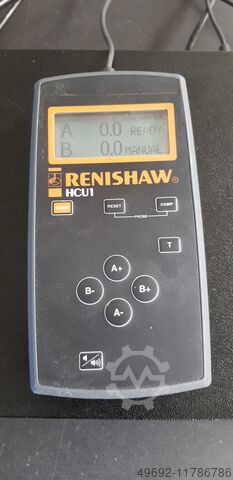 A 0.0 READY
B 0.0 MANUAL
RENISHAW®
HCU1
HOME RESET DAMP
PROBE
T
A+
B- B+
A-
49692-11786786